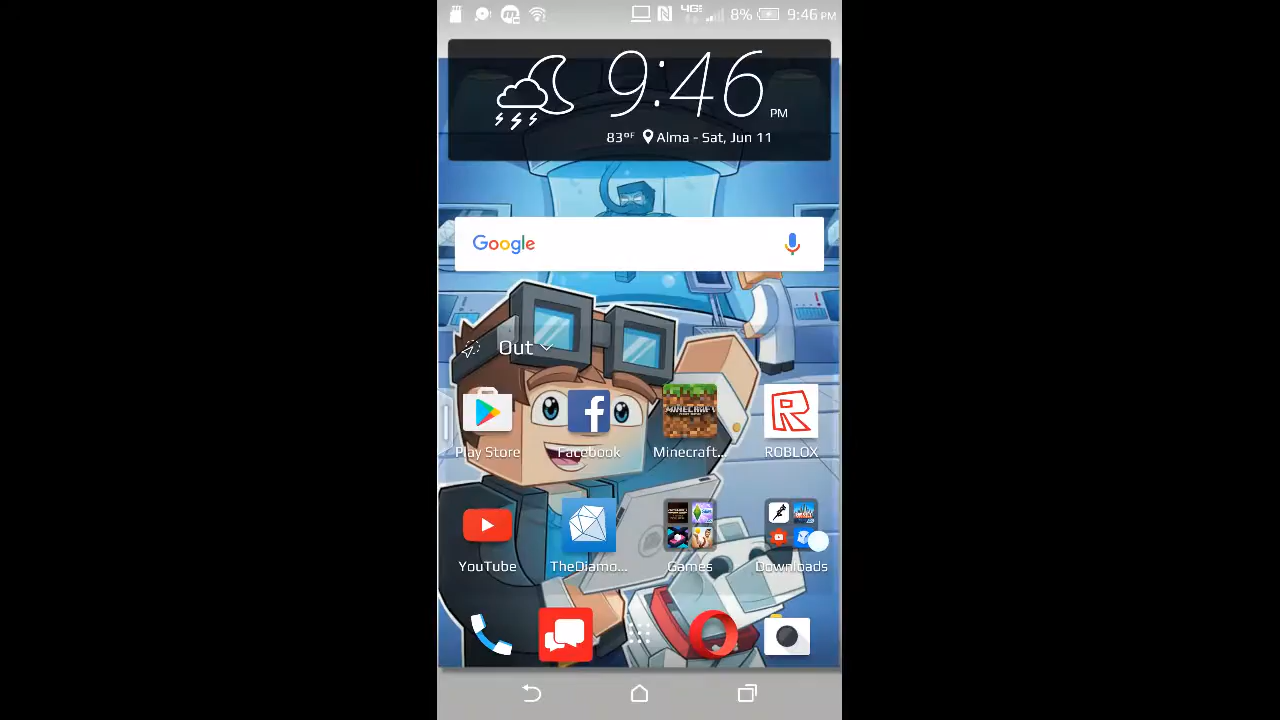 4G 8% 9:46 PM
9:46 PM
83°F Alma - Sat, Jun 11
Google
Out
Play Store Facebook Minecraft... ROBLOX
YouTube TheDiamo... Games Downloads